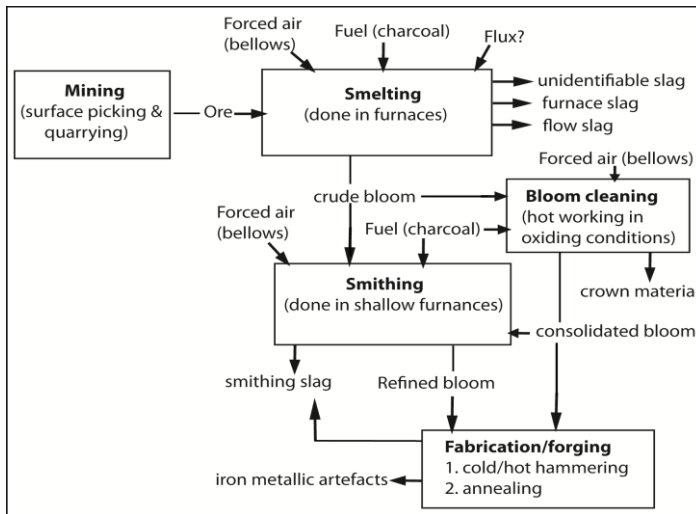 Forced air
(bellows)
Fuel (charcoal)
Flux?
Mining
(surface picking &
quarrying)
Ore
Smelting
(done in furnaces)
unidentifiable slag
furnace slag
flow slag
Forced air (bellows)
crude bloom
Bloom cleaning
(hot working in
oxiding conditions)
Forced air
(bellows)
Fuel (charcoal)
crown materia
Smithing
(done in shallow furnances)
consolidated bloom
smithing slag
Refined bloom
Fabrication/forging
1. cold/hot hammering
2. annealing
iron metallic artefacts